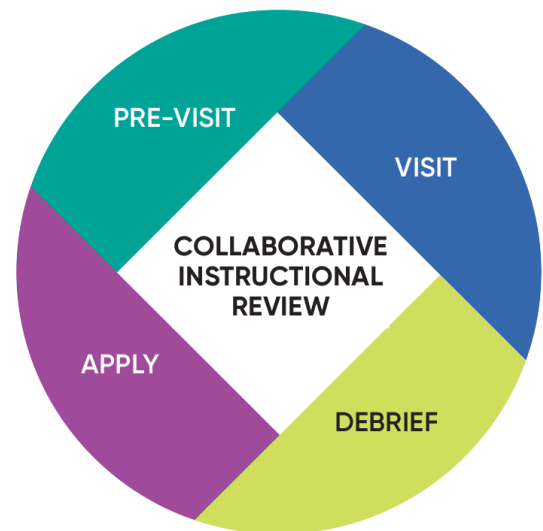 PRE-VISIT
VISIT
COLLABORATIVE
INSTRUCTIONAL
REVIEW
APPLY
DEBRIEF